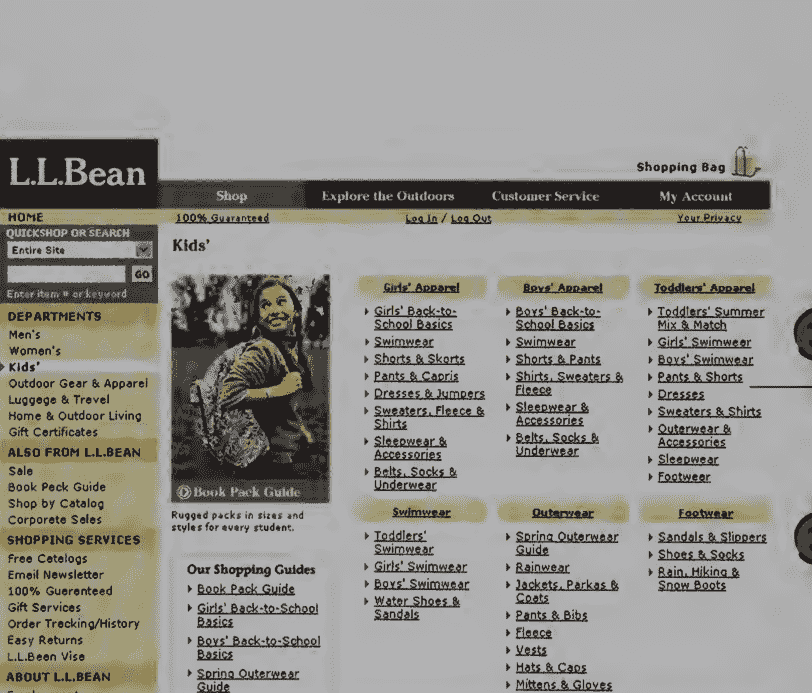 Shopping Bag
L.L.Bean
Shop Explore the Outdoors Customer Service My Account
HOME 100% Guaranteed Log In / Log Out Your Privacy
QUICKSHOP OR SEARCH
Entire Site
GO
Enter item # or keyword
DEPARTMENTS
Men's
Women's
Kids'
Outdoor Gear & Apparel
Luggage & Travel
Home & Outdoor Living
Gift Certificates
ALSO FROM L.L.BEAN
Sale
Book Pack Guide
Shop by Catalog
Corporate Sales
SHOPPING SERVICES
Free Catalogs
Email Newsletter
100% Guaranteed
Gift Services
Order Tracking/History
Easy Returns
L.L.Bean Visa
ABOUT L.L.BEAN
Kids'
Book Pack Guide
Rugged packs in sizes and
styles for every student.
Our Shopping Guides
Book Pack Guide
Girls' Back-to-School
Basics
Boys' Back-to-School
Basics
Spring Outerwear
Guide
Girls' Apparel
Girls' Back-to-
School Basics
Swimwear
Shorts & Skorts
Pants & Capris
Dresses & Jumpers
Sweaters, Fleece &
Shirts
Sleepwear &
Accessories
Belts, Socks &
Underwear
Boys' Apparel
Boys' Back-to-
School Basics
Swimwear
Shorts & Pants
Shirts, Sweaters &
Fleece
Sleepwear &
Accessories
Belts, Socks &
Underwear
Toddlers' Apparel
Toddlers' Summer
Mix & Match
Girls' Swimwear
Boys' Swimwear
Pants & Shorts
Dresses
Sweaters & Shirts
Outerwear &
Accessories
Sleepwear
Footwear
Swimwear
Toddlers'
Swimwear
Girls' Swimwear
Boys' Swimwear
Water Shoes &
Sandals
Outerwear
Spring Outerwear
Guide
Rainwear
Jackets, Parkas &
Coats
Pants & Bibs
Fleece
Vests
Hats & Caps
Mittens & Gloves
Footwear
Sandals & Slippers
Shoes & Socks
Rain, Hiking &
Snow Boots